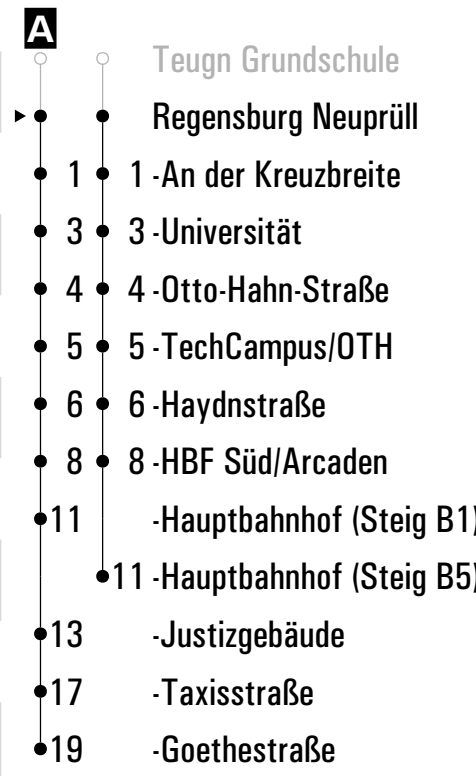 A
Teugn Grundschule
Regensburg Neuprüll
1 1 -An der Kreuzbreite
3 3 -Universität
4 4 -Otto-Hahn-Straße
5 5 -TechCampus/OTH
6 6 -Haydnstraße
8 8 -HBF Süd/Arcaden
11 -Hauptbahnhof (Steig B1)
11 -Hauptbahnhof (Steig B5)
13 -Justizgebäude
17 -Taxisstraße
19 -Goethestraße